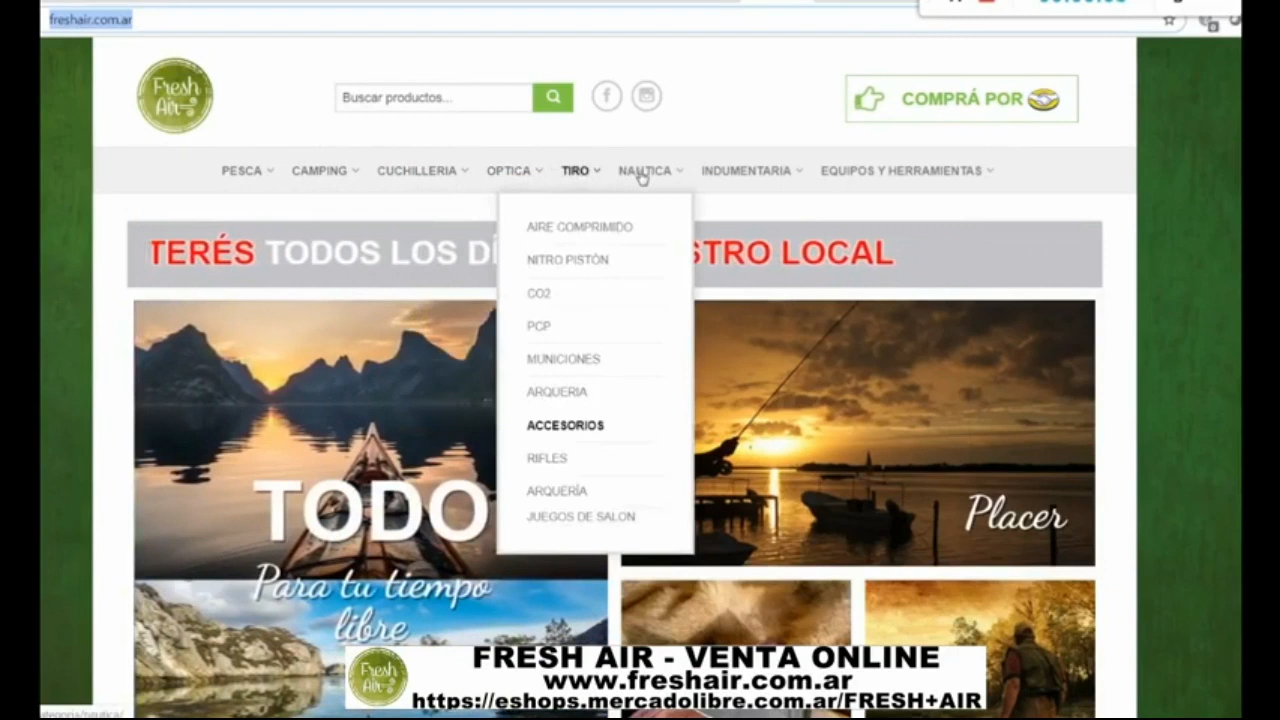 freshair.com.ar
Fresh
Air
Buscar productos...
COMPRÁ POR
PESCA CAMPING CUCHILLERIA OPTICA TIRO NAUTICA INDUMENTARIA EQUIPOS Y HERRAMIENTAS
AIRE COMPRIMIDO
NITRO PISTÓN
CO2
PCP
MUNICIONES
ARQUERIA
ACCESORIOS
RIFLES
ARQUERÍA
JUEGOS DE SALON
TERÉS TODOS LOS DÍ STRO LOCAL
TODO
Para tu tiempo
libre
Placer
Fresh
Air
FRESH AIR - VENTA ONLINE
www.freshair.com.ar
https://eshops.mercadolibre.com.ar/FRESH+AIR